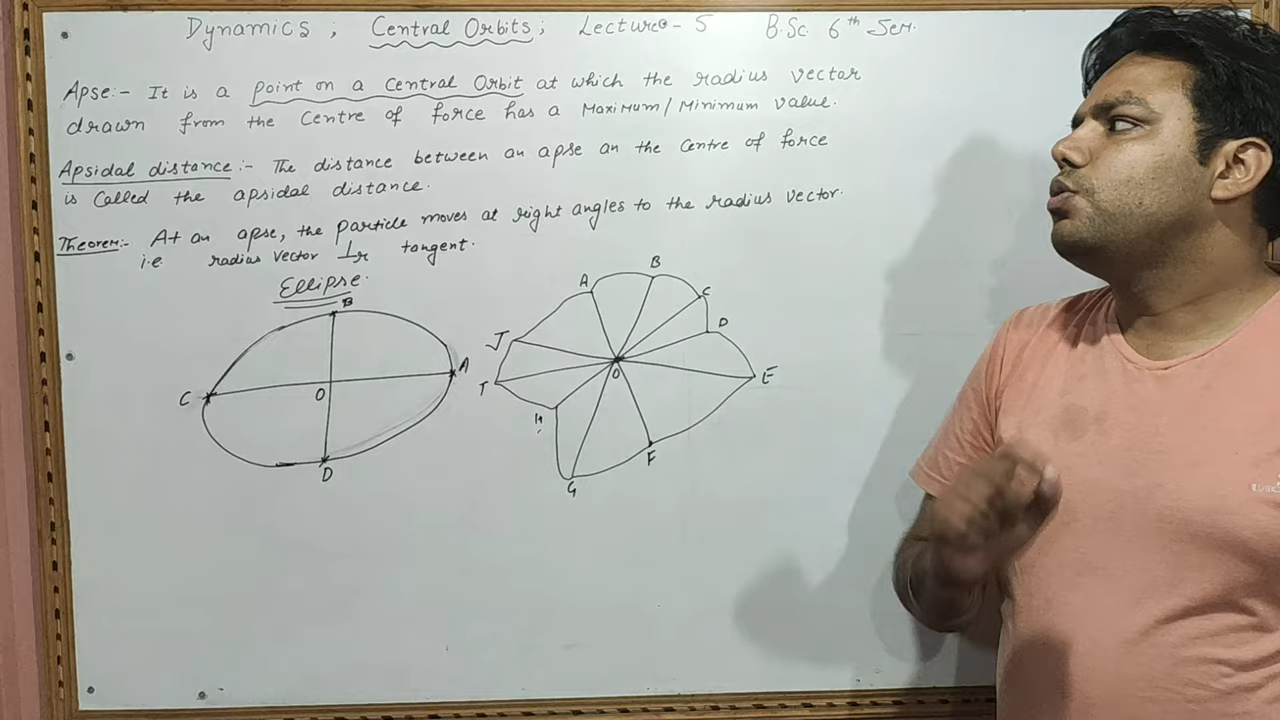 Dynamics ; Central Orbits; Lecture - 5 B.Sc. 6th Sem.
Apse:- It is a point on a Central Orbit at which the radius vector
drawn from the Centre of force has a Maximum/Minimum value.
Apsidal distance:- The distance between an apse an the Centre of force
is Called the apsidal distance.
Theorem:- At an apse, the particle moves at right angles to the radius vector.
i.e radius vector ⊥r tangent.
Ellipse.
B
A
C
O
D
A
B
C
D
J
O
E
I
H
F
G